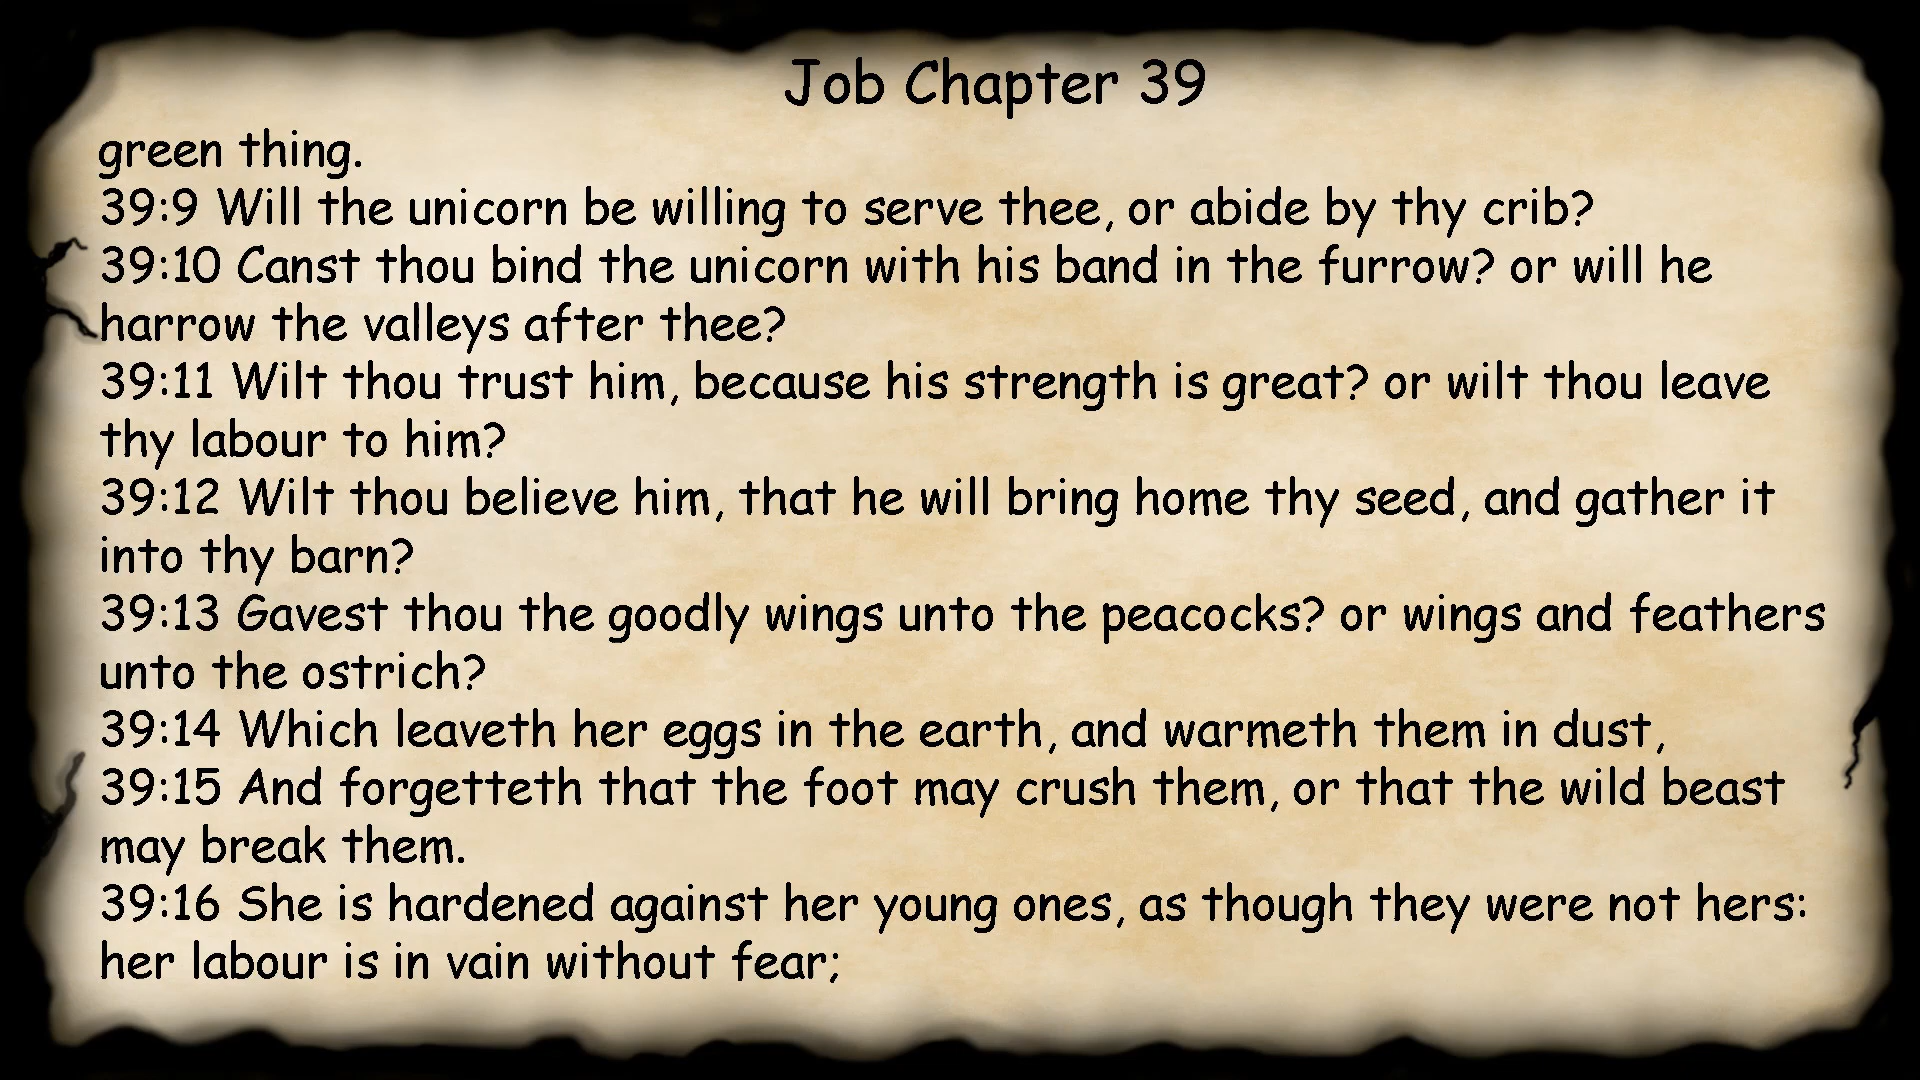 Job Chapter 39
green thing.
39:9 Will the unicorn be willing to serve thee, or abide by thy crib?
39:10 Canst thou bind the unicorn with his band in the furrow? or will he
harrow the valleys after thee?
39:11 Wilt thou trust him, because his strength is great? or wilt thou leave
thy labour to him?
39:12 Wilt thou believe him, that he will bring home thy seed, and gather it
into thy barn?
39:13 Gavest thou the goodly wings unto the peacocks? or wings and feathers
unto the ostrich?
39:14 Which leaveth her eggs in the earth, and warmeth them in dust,
39:15 And forgetteth that the foot may crush them, or that the wild beast
may break them.
39:16 She is hardened against her young ones, as though they were not hers:
her labour is in vain without fear;